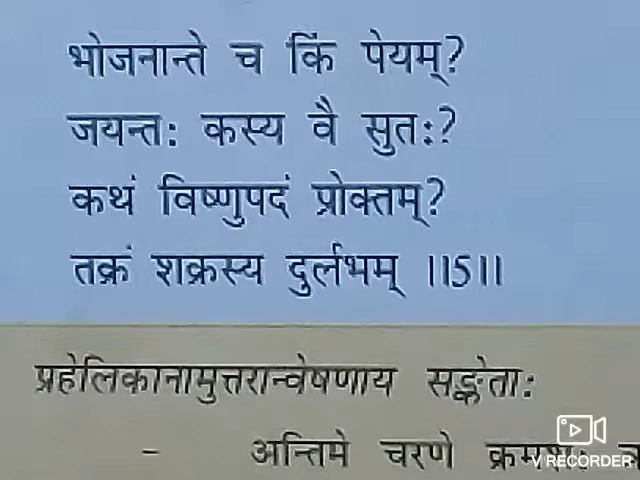 भोजनान्ते च किं पेयम्?
जयन्तः कस्य वै सुतः?
कथं विष्णुपदं प्रोक्तम्?
तक्रं शक्रस्य दुर्लभम् ।।5।।
प्रहेलिकानामुत्तरान्वेषणाय सङ्केताः
- अन्तिमे चरणे क्रमशः
V RECORDER